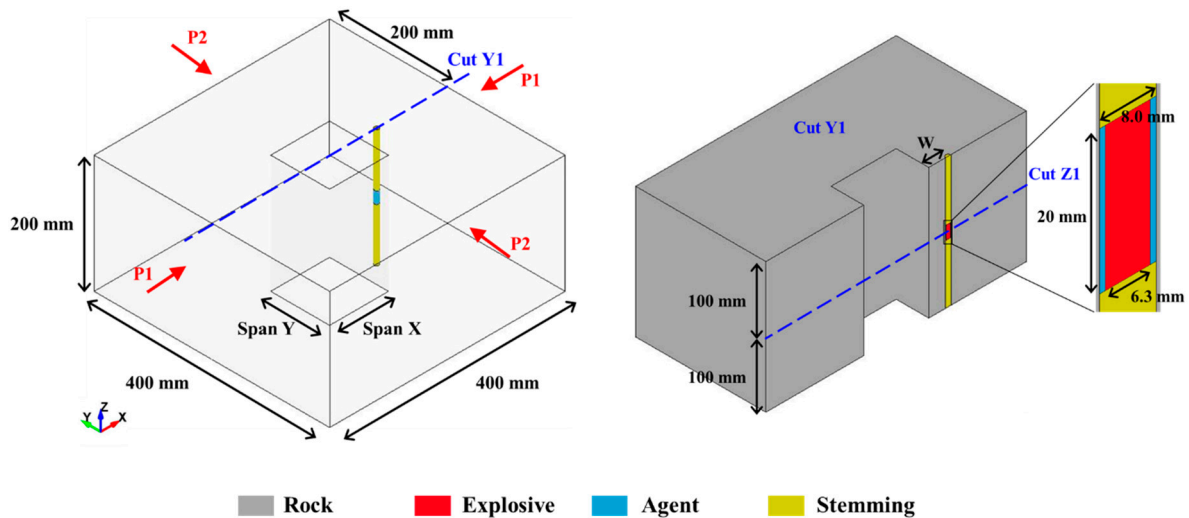 200 mm
P2
Cut Y1
P1
200 mm
P1
P2
Span Y
Span X
400 mm
400 mm
Z
Y
X
Cut Y1
W
Cut Z1
100 mm
100 mm
8.0 mm
20 mm
6.3 mm
Rock
Explosive
Agent
Stemming